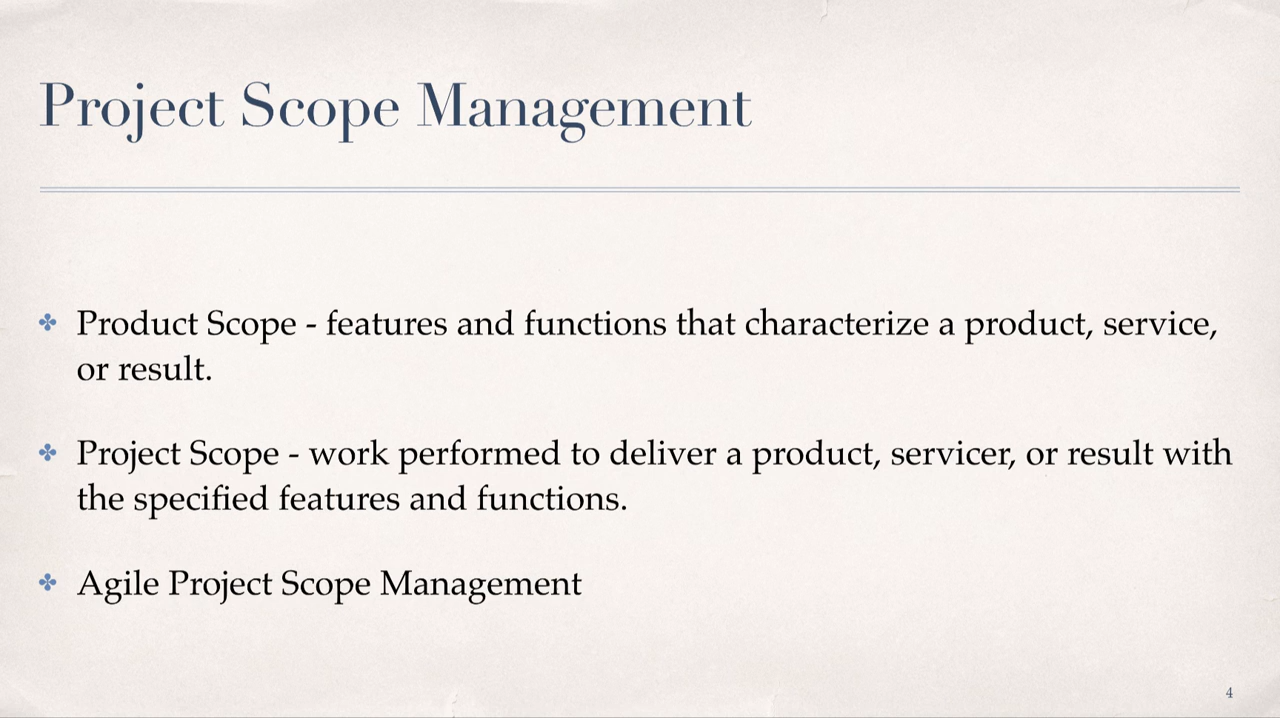 Project Scope Management
Product Scope - features and functions that characterize a product, service,
or result.
Project Scope - work performed to deliver a product, servicer, or result with
the specified features and functions.
Agile Project Scope Management
4